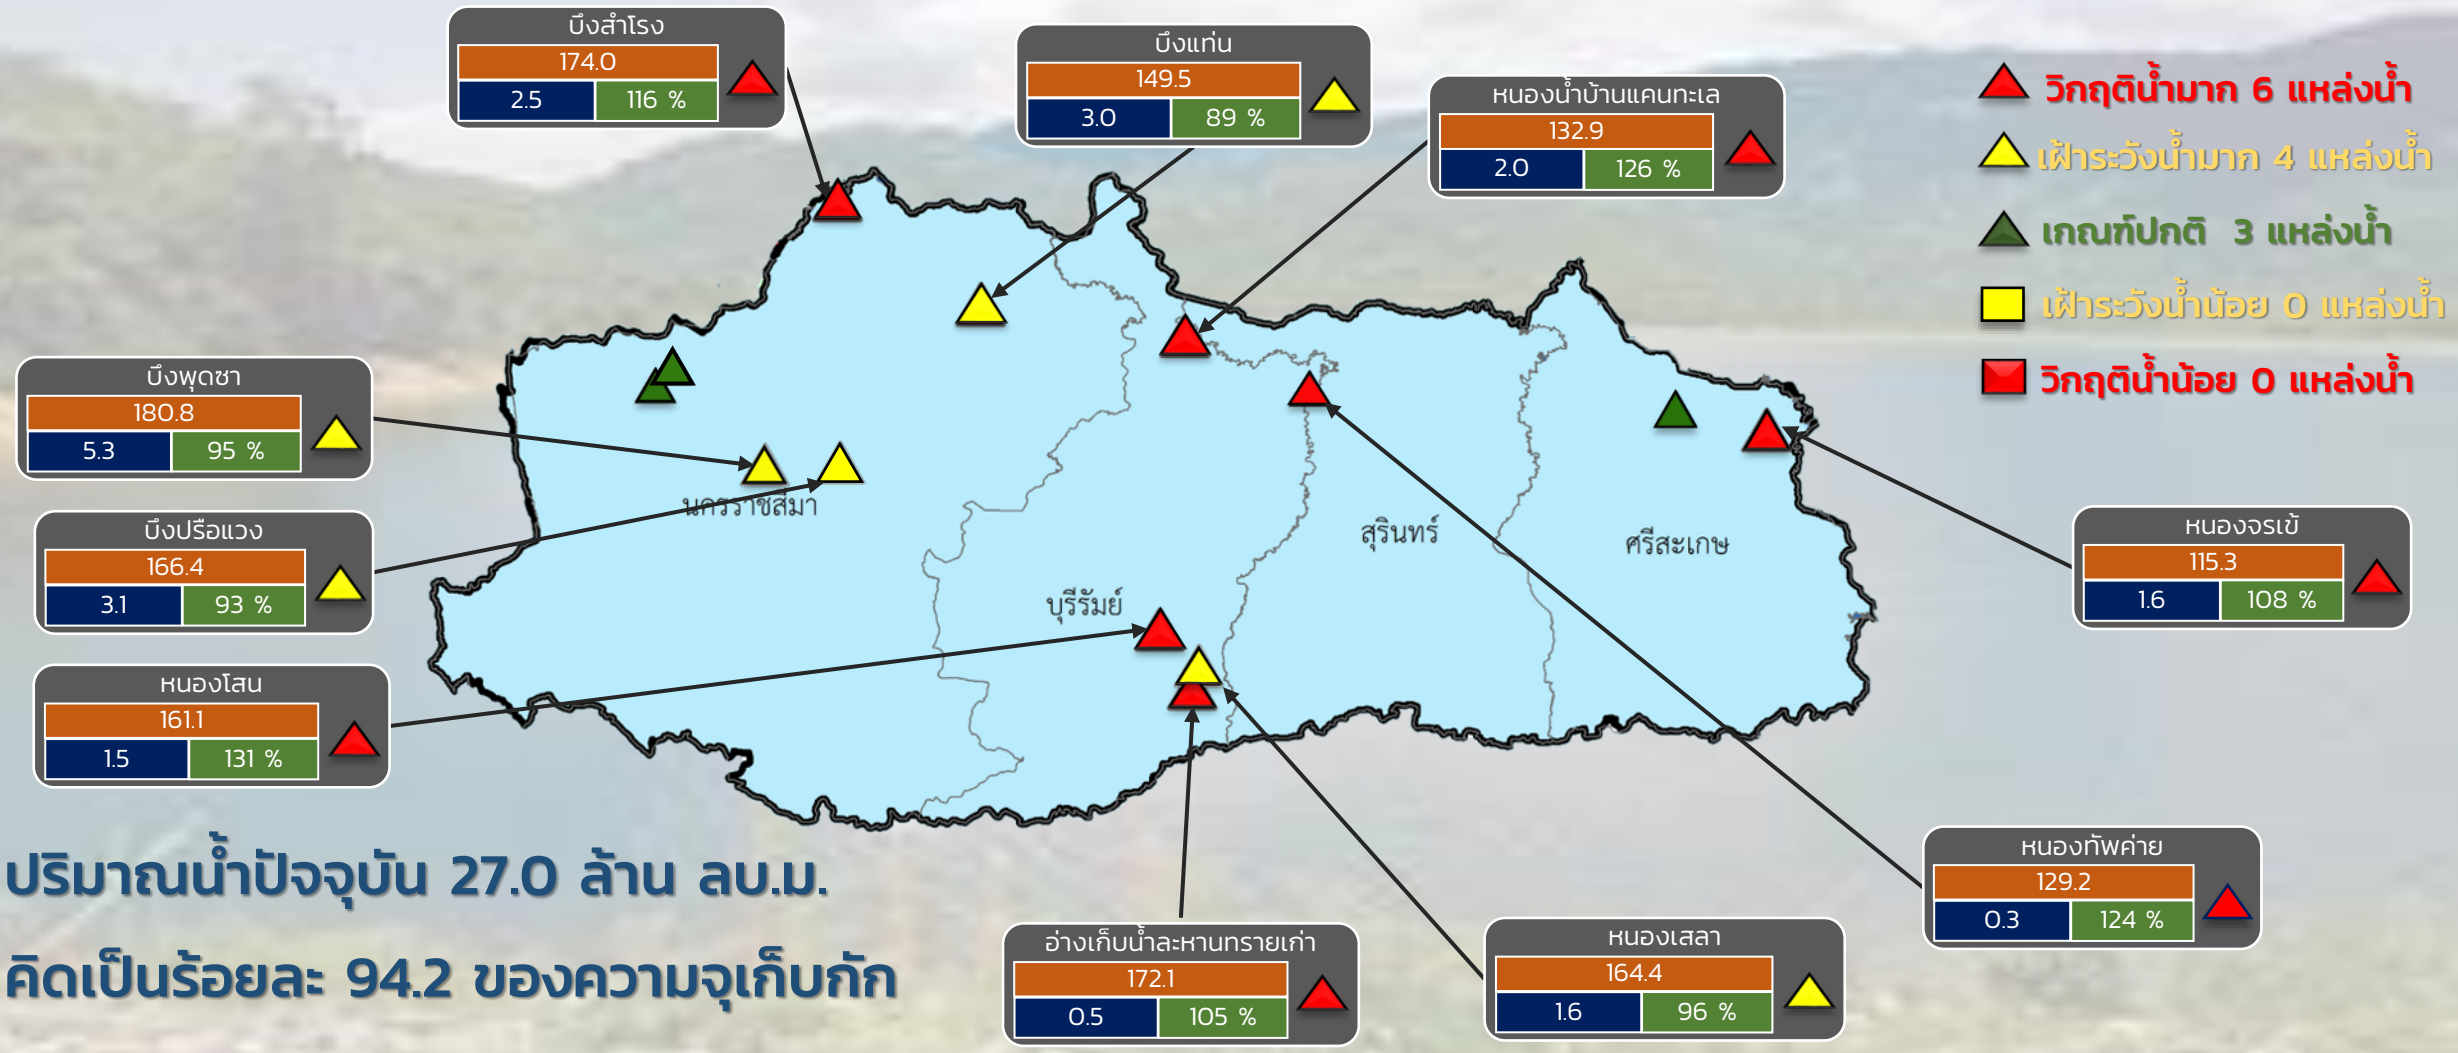 บึงสำโรง
174.0
2.5 116 %
บึงแท่น
149.5
3.0 89 %
หนองน้ำบ้านแคนทะเล
132.9
2.0 126 %
วิกฤติน้ำมาก 6 แหล่งน้ำ
เฝ้าระวังน้ำมาก 4 แหล่งน้ำ
เกณฑ์ปกติ 3 แหล่งน้ำ
เฝ้าระวังน้ำน้อย 0 แหล่งน้ำ
วิกฤติน้ำน้อย 0 แหล่งน้ำ
บึงพุดซา
180.8
5.3 95 %
บึงปรือแวง
166.4
3.1 93 %
หนองโสน
161.1
1.5 131 %
นครราชสีมา
บุรีรัมย์
สุรินทร์
ศรีสะเกษ
หนองจรเข้
115.3
1.6 108 %
หนองทัพค่าย
129.2
0.3 124 %
อ่างเก็บน้ำละหานทรายเก่า
172.1
0.5 105 %
หนองเสลา
164.4
1.6 96 %
ปริมาณน้ำปัจจุบัน 27.0 ล้าน ลบ.ม.
คิดเป็นร้อยละ 94.2 ของความจุเก็บกัก